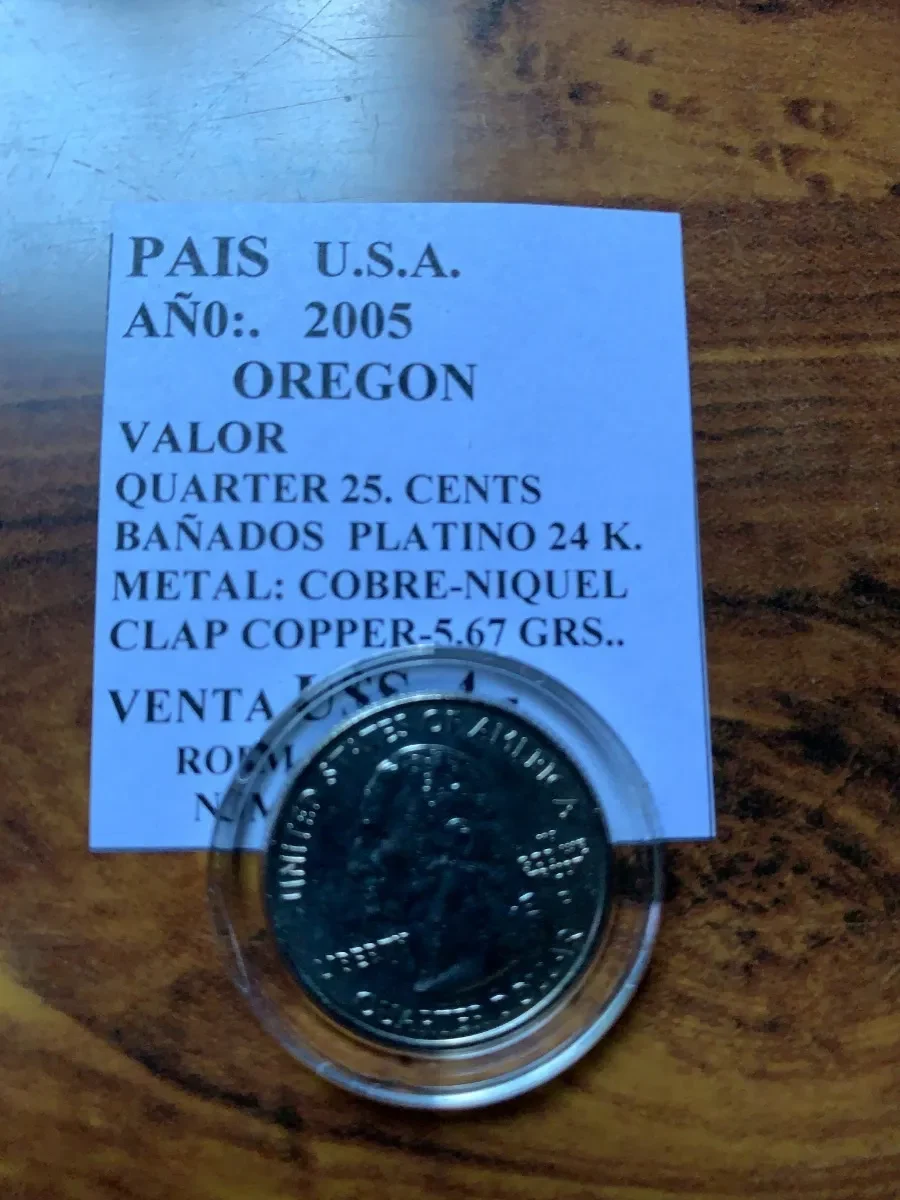 PAIS U.S.A.
AÑ0:. 2005
OREGON
VALOR
QUARTER 25. CENTS
BAÑADOS PLATINO 24 K.
METAL: COBRE-NIQUEL
CLAP COPPER-5.67 GRS..
VENTA U$S
UNITED STATES OF AMERICA
QUARTER